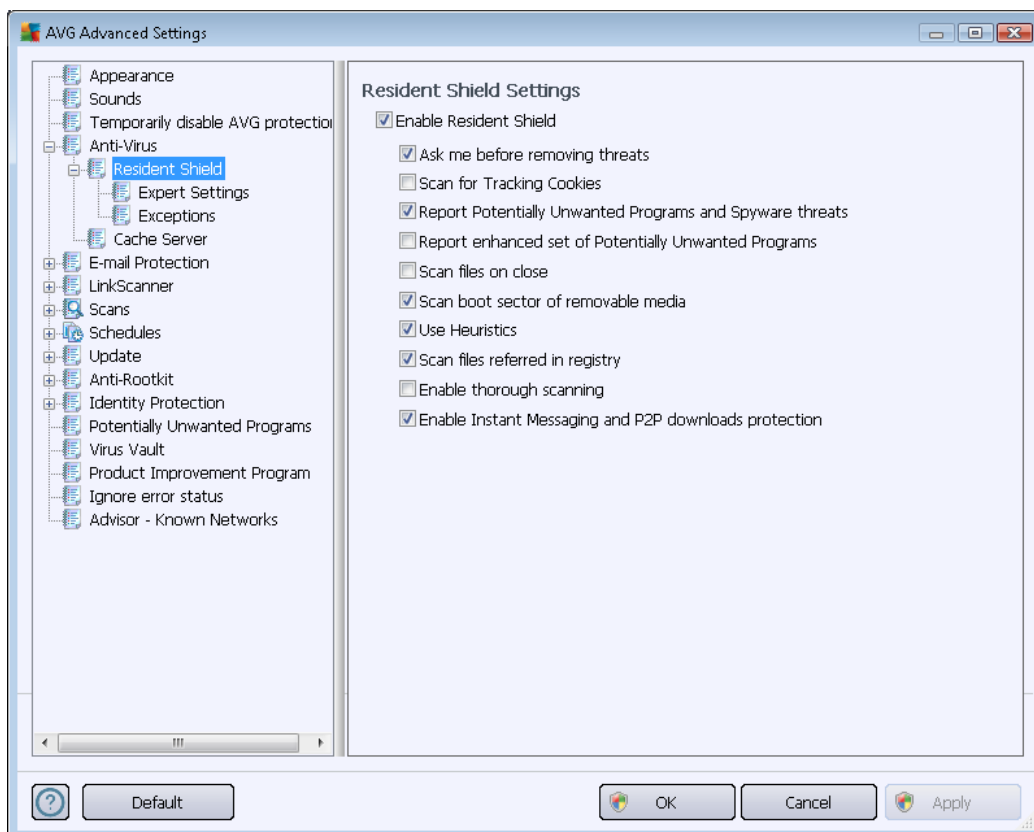 AVG Advanced Settings
Appearance
Sounds
Temporarily disable AVG protection
Anti-Virus
Resident Shield
Expert Settings
Exceptions
Cache Server
E-mail Protection
LinkScanner
Scans
Schedules
Update
Anti-Rootkit
Identity Protection
Potentially Unwanted Programs
Virus Vault
Product Improvement Program
Ignore error status
Advisor - Known Networks
Resident Shield Settings
Enable Resident Shield
Ask me before removing threats
Scan for Tracking Cookies
Report Potentially Unwanted Programs and Spyware threats
Report enhanced set of Potentially Unwanted Programs
Scan files on close
Scan boot sector of removable media
Use Heuristics
Scan files referred in registry
Enable thorough scanning
Enable Instant Messaging and P2P downloads protection
?
Default
OK
Cancel
Apply